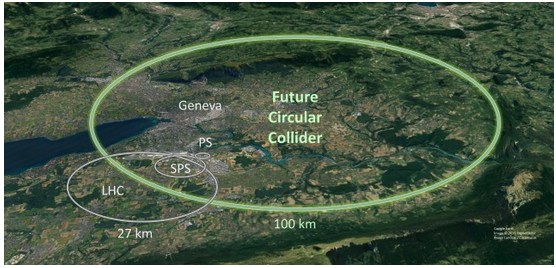 Future
Circular
Collider
Geneva
PS
SPS
LHC
27 km
100 km